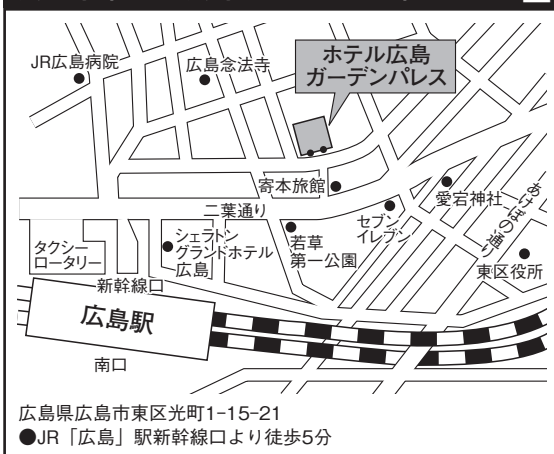 JR広島病院
広島念法寺
ホテル広島
ガーデンパレス
寄本旅館
愛宕神社
あけぼの通り
二葉通り
セブン
イレブン
シェラトン
グランドホテル
広島
若草
第一公園
タクシー
ロータリー
東区役所
新幹線口
広島駅
南口
広島県広島市東区光町1-15-21
●JR「広島」駅新幹線口より徒歩5分